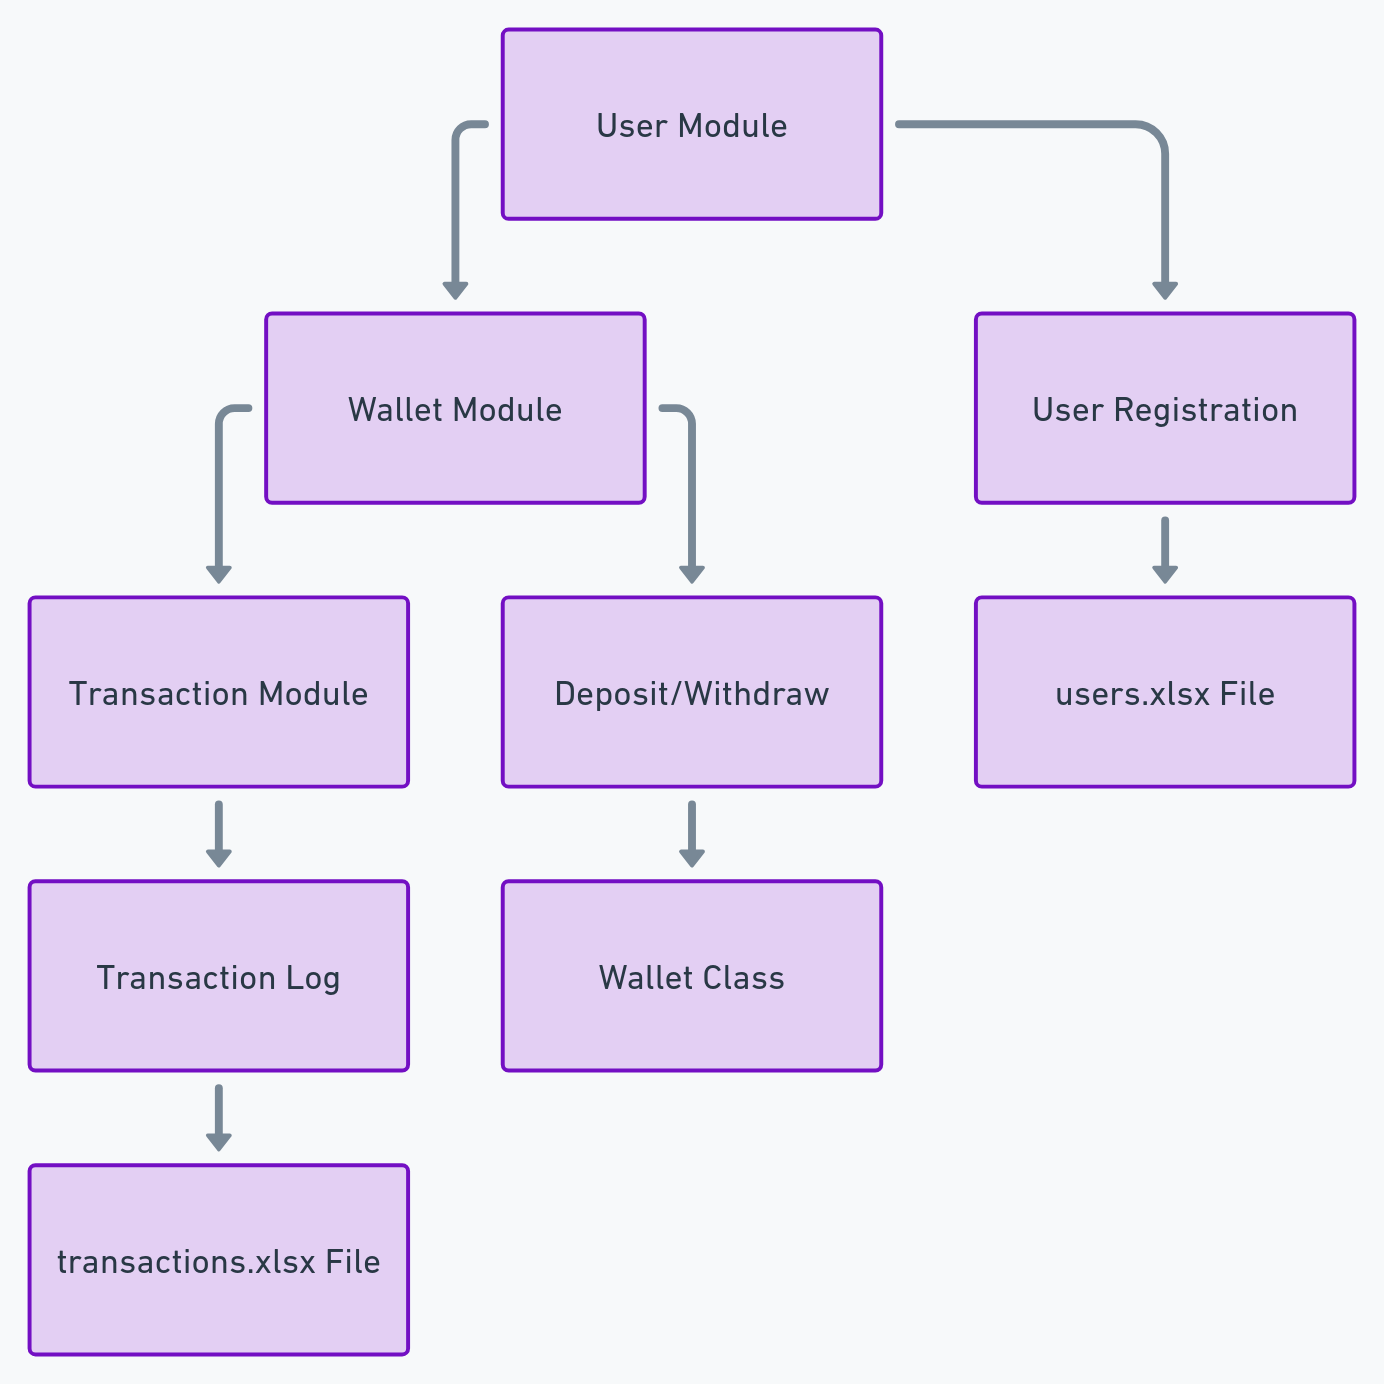 User Module
Wallet Module
User Registration
Transaction Module
Deposit/Withdraw
users.xlsx File
Transaction Log
Wallet Class
transactions.xlsx File